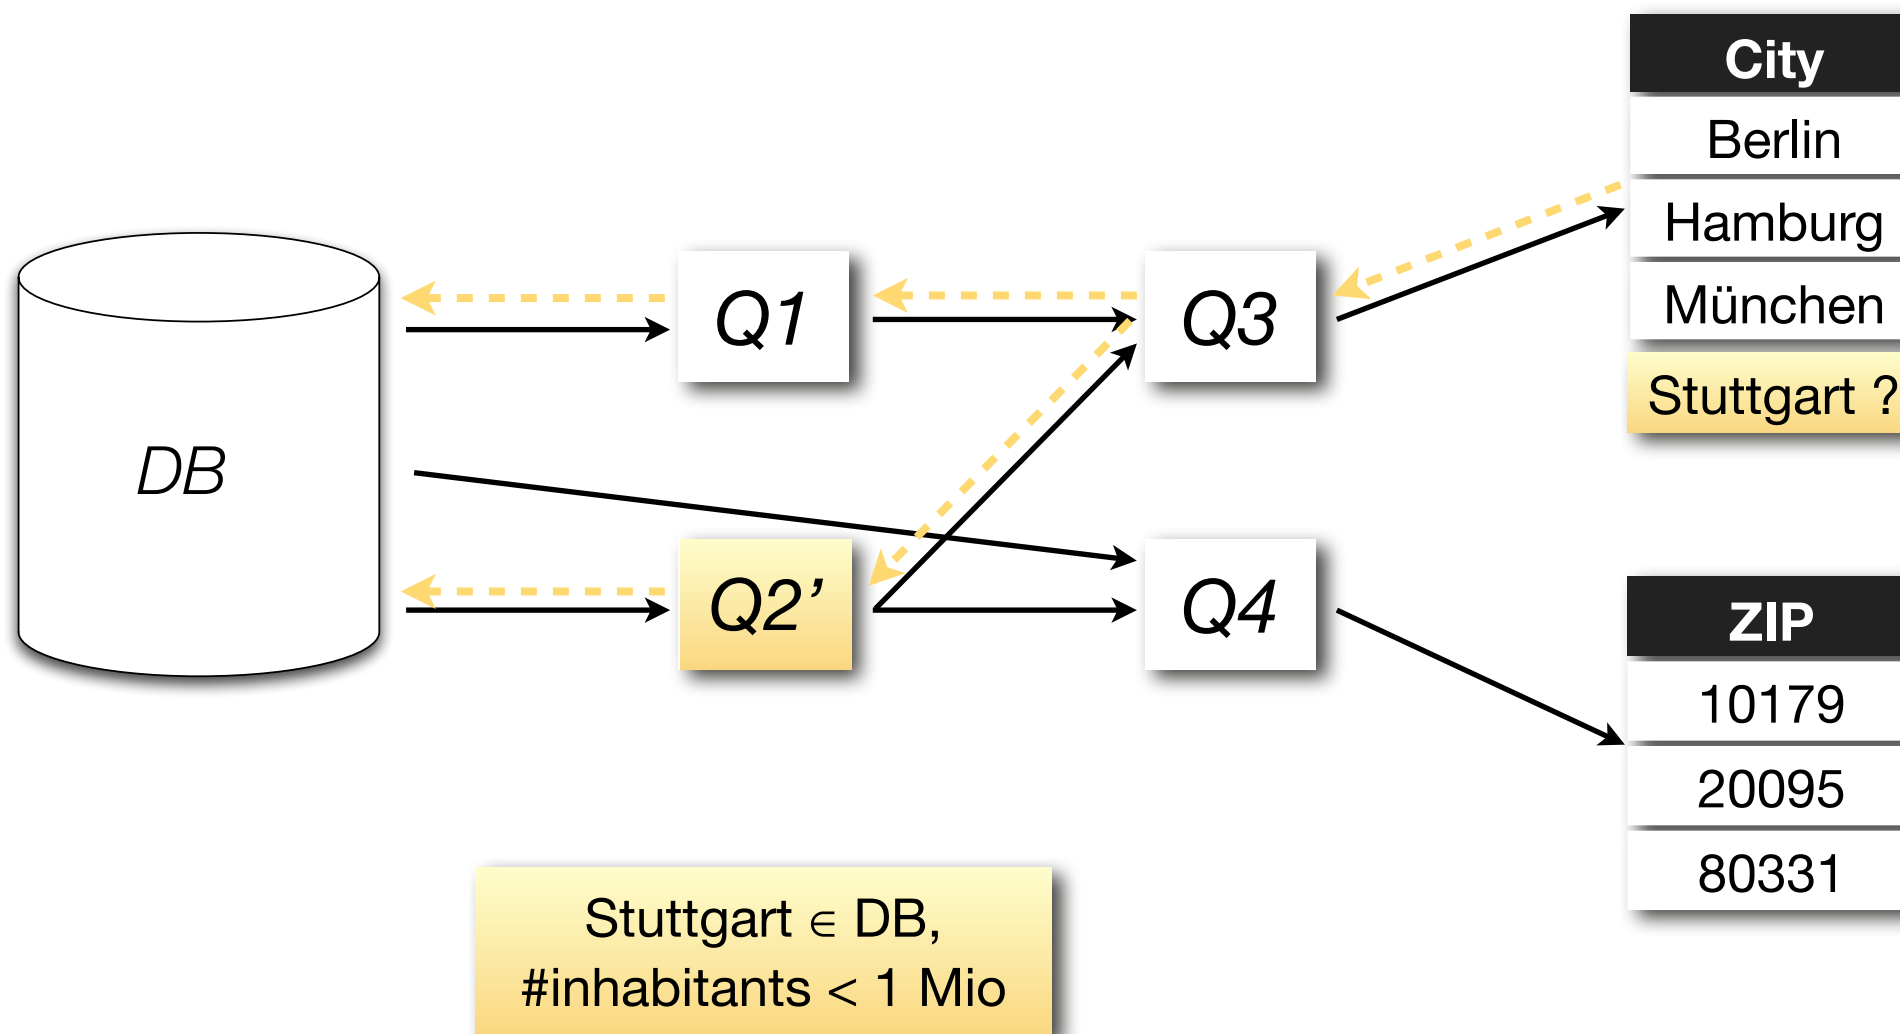 City
Berlin
Hamburg
München
Stuttgart ?
Q1
Q3
DB
Q2’
Q4
ZIP
10179
20095
80331
Stuttgart ∈ DB,
#inhabitants < 1 Mio